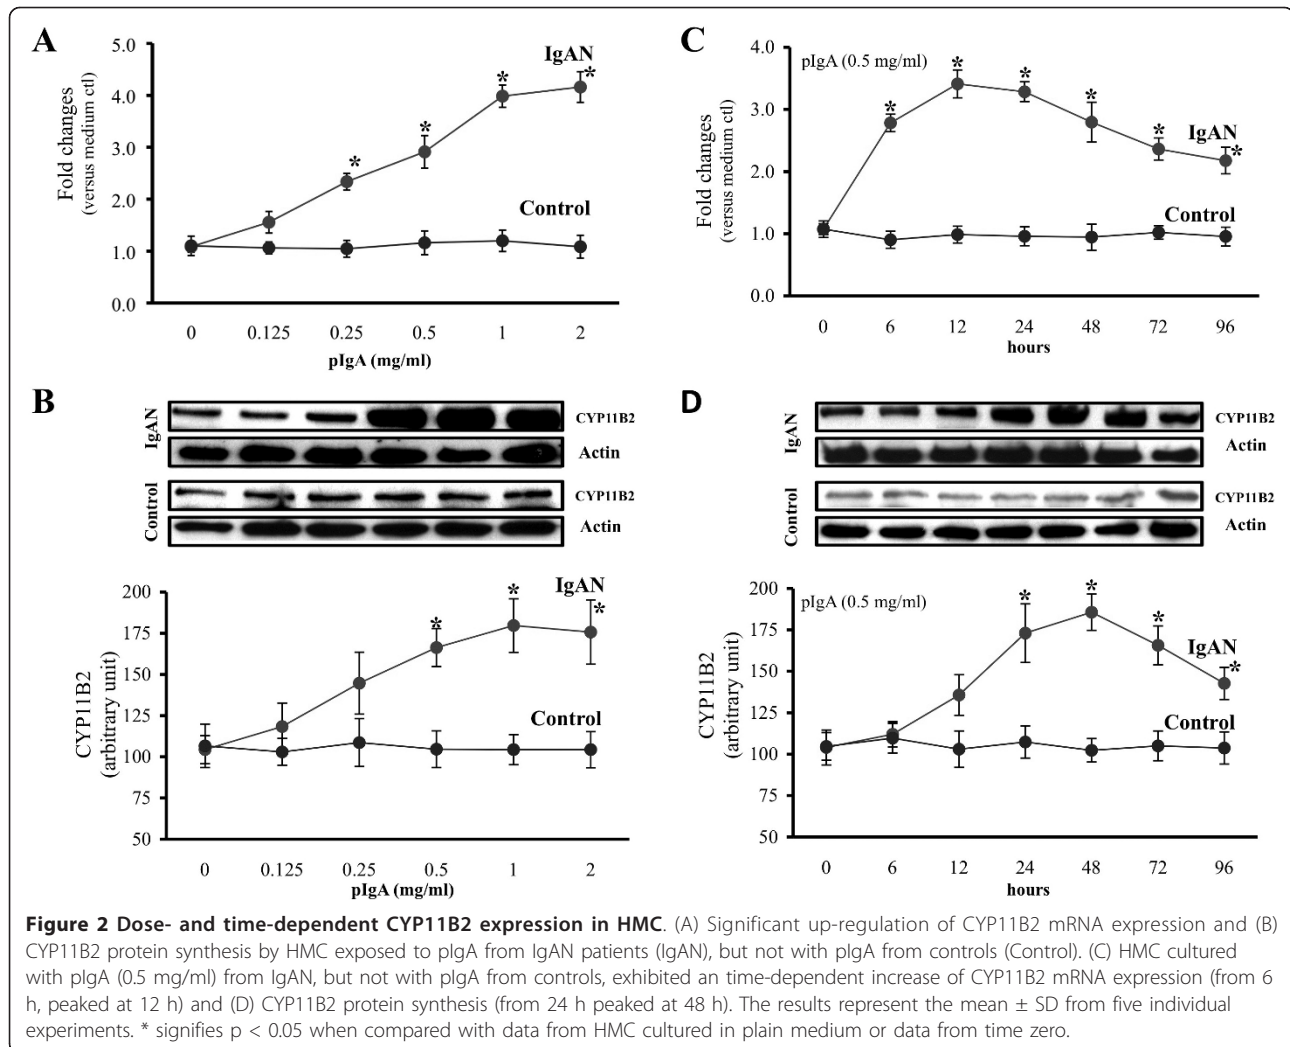 A
5.0
4.0
3.0
2.0
1.0
0.0
Fold changes
(versus medium ctl)
IgAN
*
*
*
*
Control
0 0.125 0.25 0.5 1 2
pIgA (mg/ml)
C
4.0
3.0
2.0
1.0
0.0
Fold changes
(versus medium ctl)
pIgA (0.5 mg/ml)
*
*
*
*
*
IgAN
*
Control
0 6 12 24 48 72 96
hours
B
IgAN
CYP11B2
Actin
Control
CYP11B2
Actin
200
175
150
125
100
75
50
CYP11B2
(arbitrary unit)
IgAN
*
*
*
Control
0 0.125 0.25 0.5 1 2
pIgA (mg/ml)
D
IgAN
CYP11B2
Actin
Control
CYP11B2
Actin
200
175
150
125
100
75
50
CYP11B2
(arbitrary unit)
pIgA (0.5 mg/ml)
*
*
*
IgAN
*
Control
0 6 12 24 48 72 96
hours
Figure 2 Dose- and time-dependent CYP11B2 expression in HMC. (A) Significant up-regulation of CYP11B2 mRNA expression and (B)
CYP11B2 protein synthesis by HMC exposed to pIgA from IgAN patients (IgAN), but not with pIgA from controls (Control). (C) HMC cultured
with pIgA (0.5 mg/ml) from IgAN, but not with pIgA from controls, exhibited an time-dependent increase of CYP11B2 mRNA expression (from 6
h, peaked at 12 h) and (D) CYP11B2 protein synthesis (from 24 h peaked at 48 h). The results represent the mean ± SD from five individual
experiments. * signifies p < 0.05 when compared with data from HMC cultured in plain medium or data from time zero.